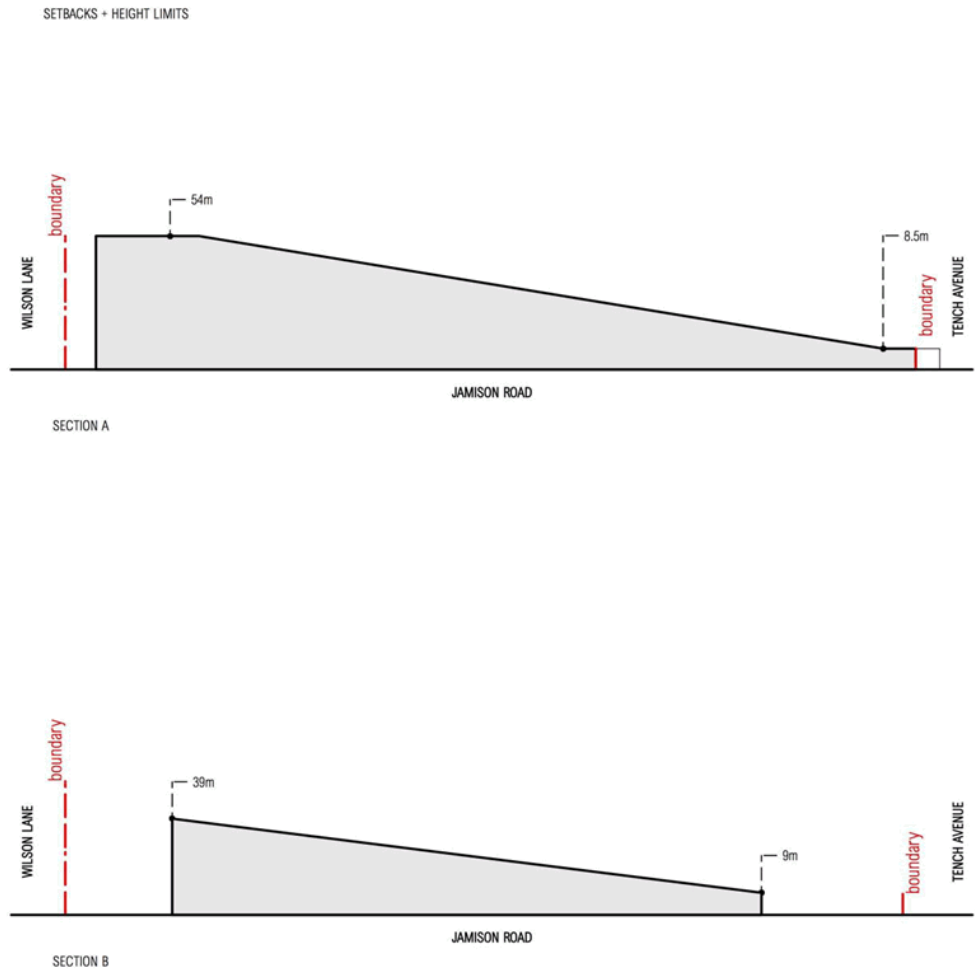 SETBACKS + HEIGHT LIMITS
boundary
54m
8.5m
WILSON LANE
boundary
TENCH AVENUE
JAMISON ROAD
SECTION A
boundary
39m
WILSON LANE
9m
boundary
TENCH AVENUE
JAMISON ROAD
SECTION B